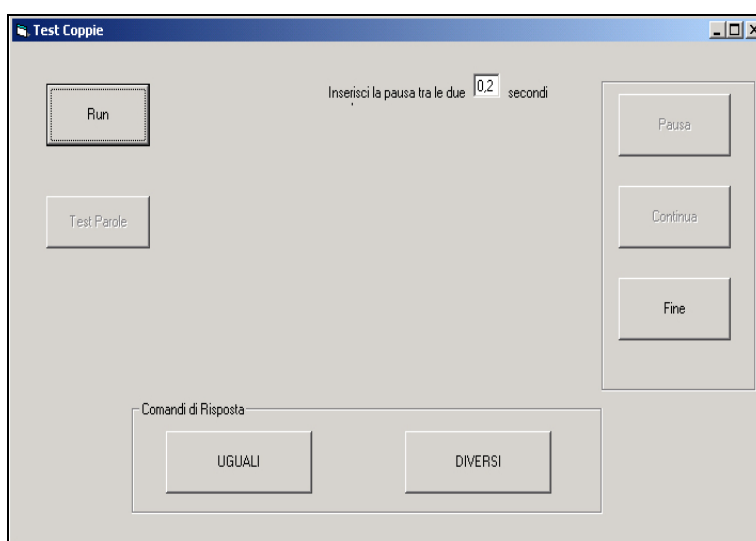 Test Coppie
Run
Inserisci la pausa tra le due 0,2 secondi
Pausa
Test Parole
Continua
Fine
Comandi di Risposta
UGUALI
DIVERSI